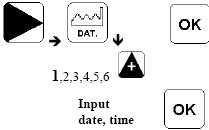 DAT.
OK
1,2,3,4,5,6
+
Input
date, time
OK